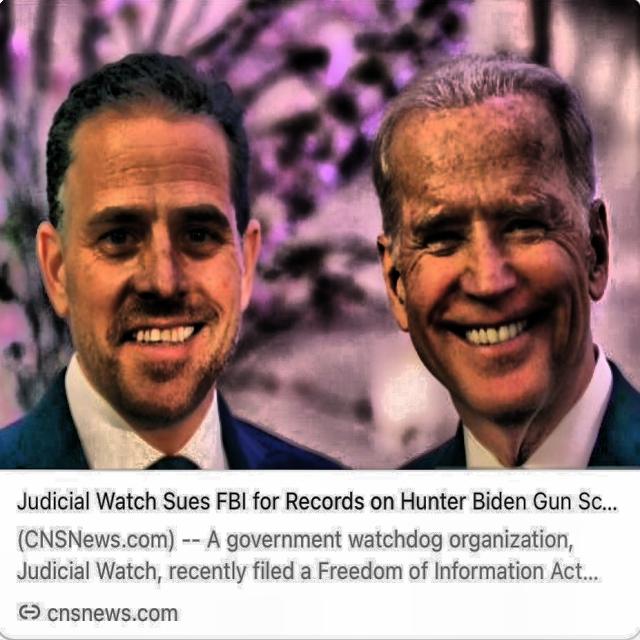 Judicial Watch Sues FBI for Records on Hunter Biden Gun Sc...
(CNSNews.com) -- A government watchdog organization,
Judicial Watch, recently filed a Freedom of Information Act...
cnsnews.com